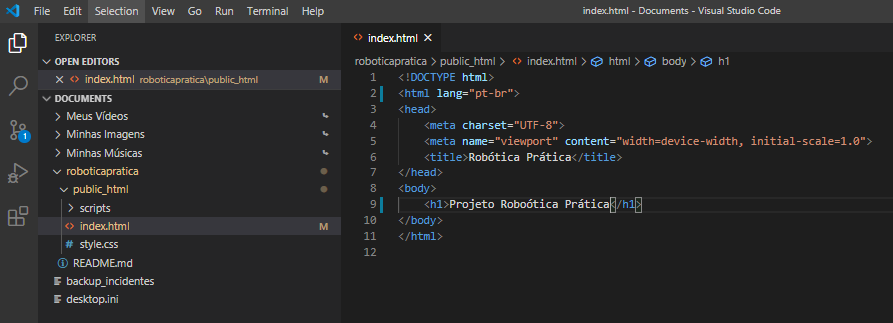 File Edit Selection View Go Run Terminal Help index.html - Documents - Visual Studio Code
EXPLORER
OPEN EDITORS
index.html roboticapratica\public_html M
DOCUMENTS
Meus Vídeos
Minhas Imagens
Minhas Músicas
roboticapratica
public_html
scripts
index.html M
style.css
README.md
backup_incidentes
desktop.ini
1
index.html
roboticapratica > public_html > index.html > html > body > h1
1 <!DOCTYPE html>
2 <html lang="pt-br">
3 <head>
4 <meta charset="UTF-8">
5 <meta name="viewport" content="width=device-width, initial-scale=1.0">
6 <title>Robótica Prática</title>
7 </head>
8 <body>
9 <h1>Projeto Roboótica Prática</h1>
10 </body>
11 </html>
12